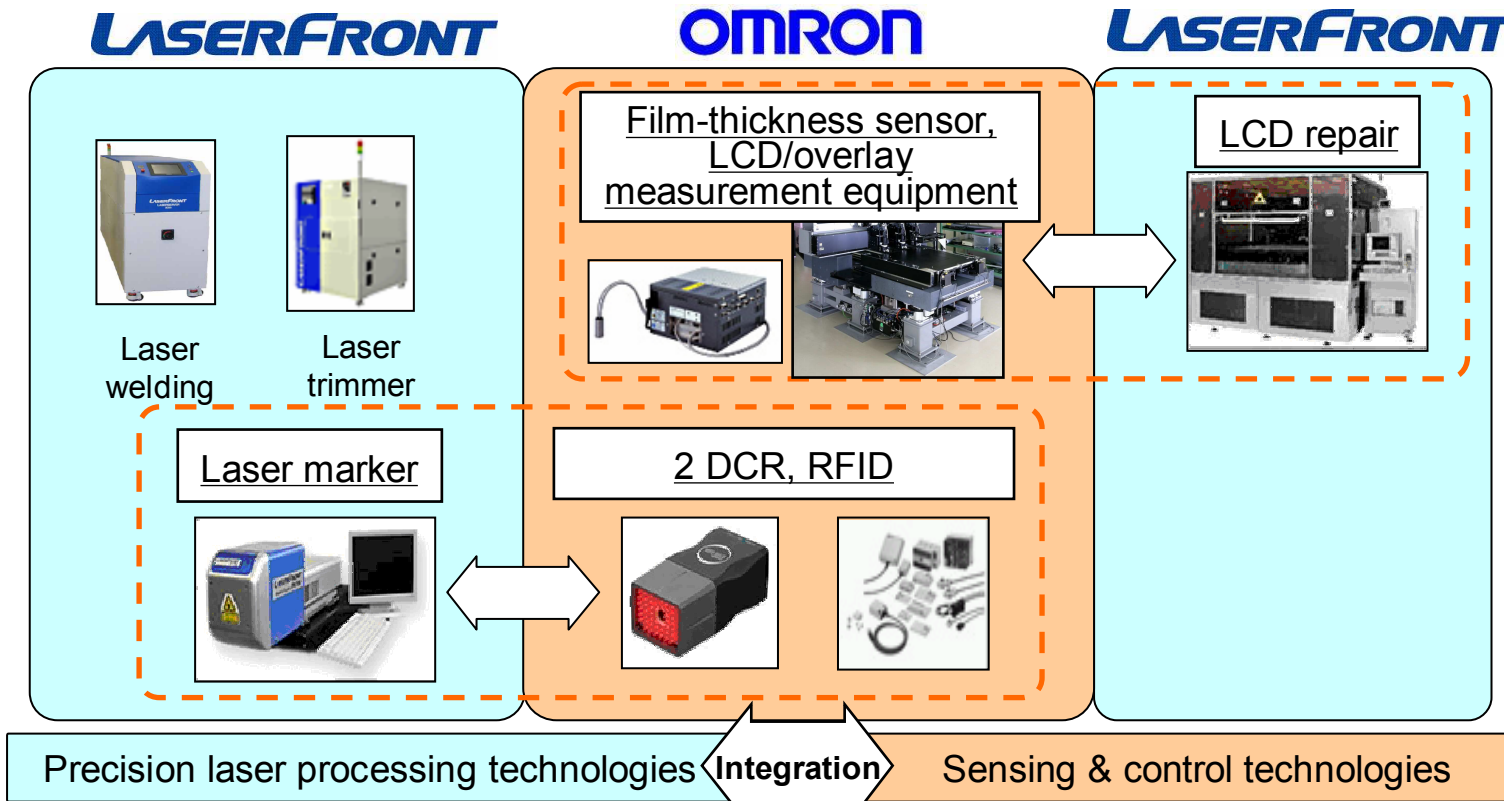 LASERFRONT
OMRON
LASERFRONT
Film-thickness sensor,
LCD/overlay
measurement equipment
LCD repair
LASERFRONT
Laser
welding
Laser
trimmer
Laser marker
2 DCR, RFID
Precision laser processing technologies
Integration
Sensing & control technologies